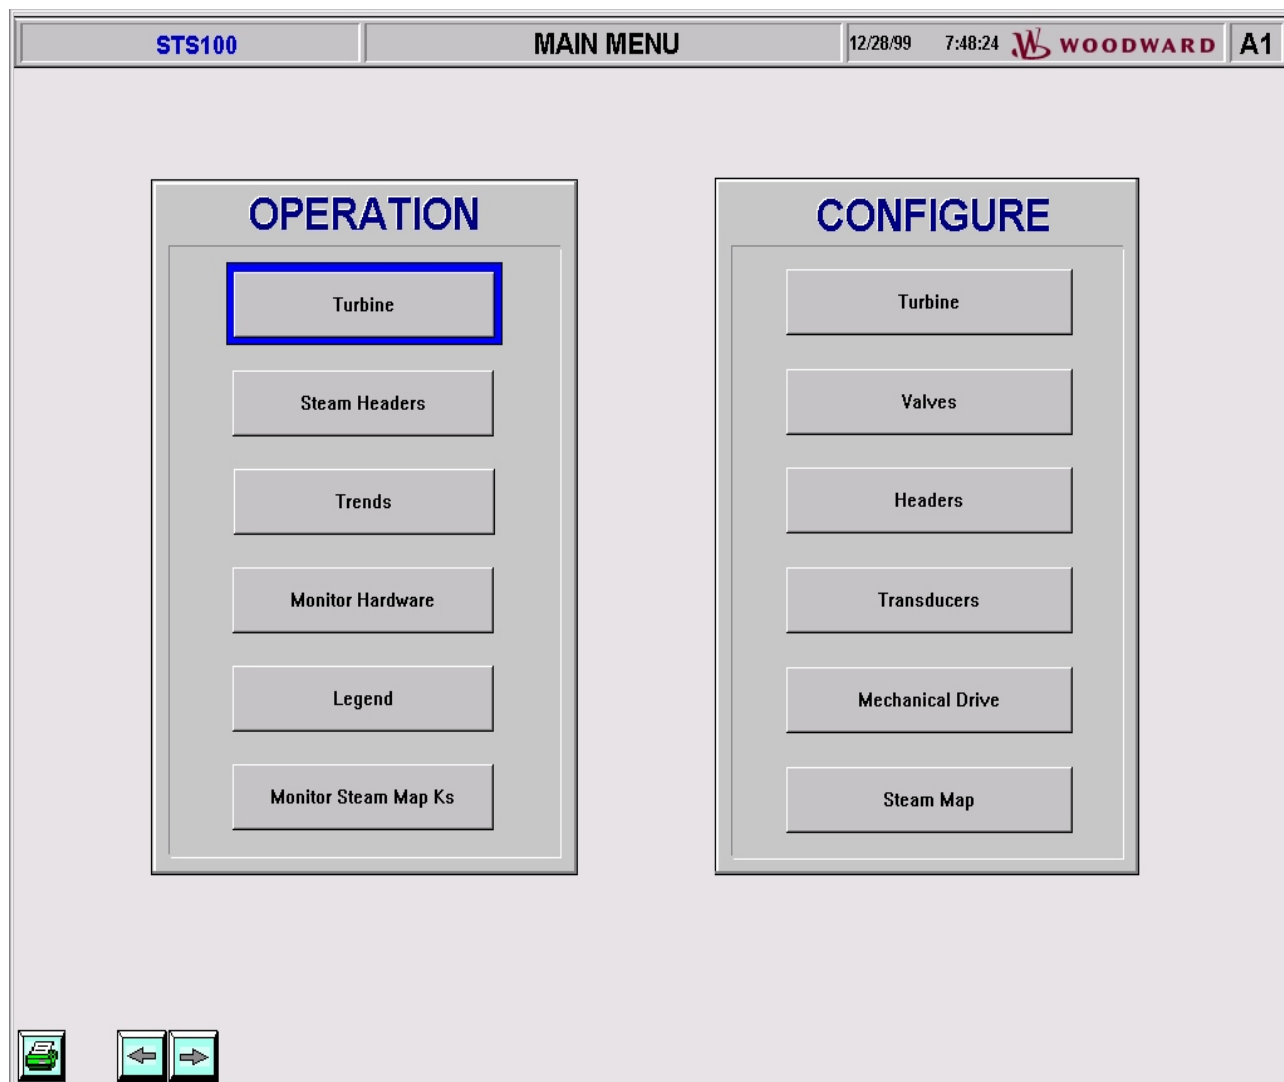 STS100
MAIN MENU
12/28/99 7:48:24 WOODWARD A1
OPERATION
Turbine
Steam Headers
Trends
Monitor Hardware
Legend
Monitor Steam Map Ks
CONFIGURE
Turbine
Valves
Headers
Transducers
Mechanical Drive
Steam Map